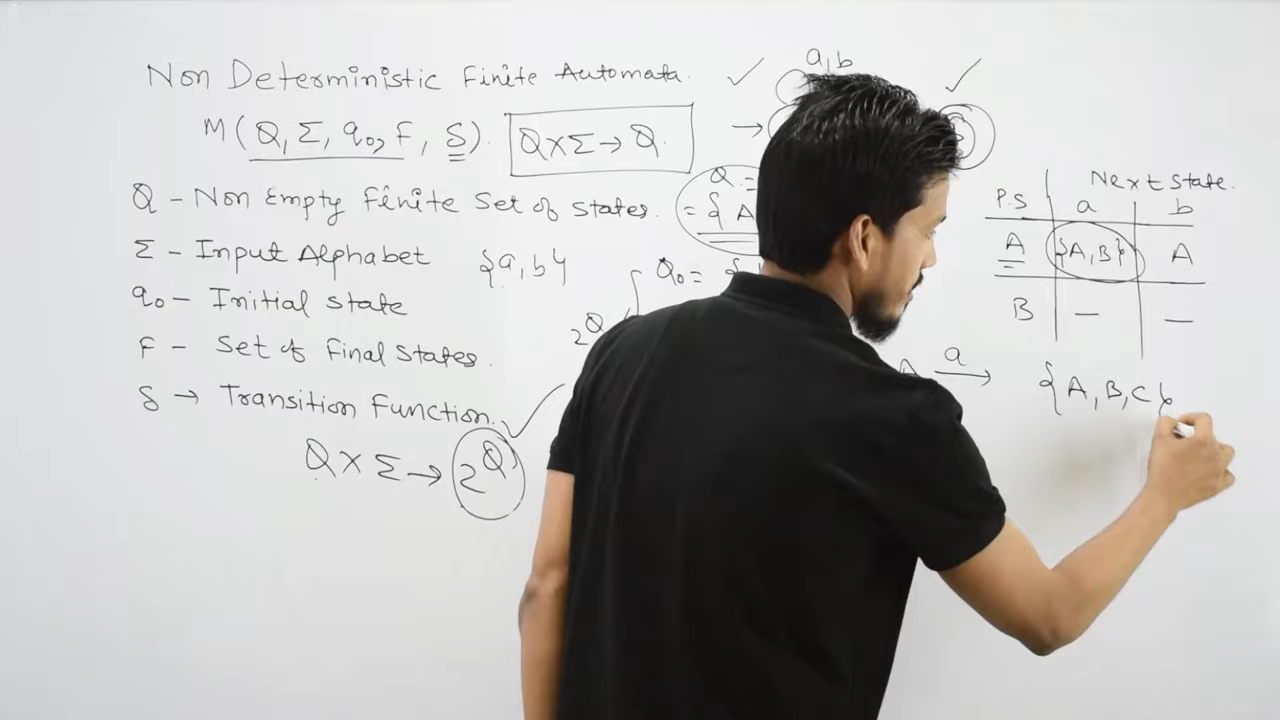 Non Deterministic Finite Automata.
M (Q, Σ, q0, F, δ).
Q X Σ → Q
Q - Non Empty Finite Set of States.
Σ - Input Alphabet {a, b}
q0 - Initial State
F - Set of Final States.
δ → Transition Function.
Q X Σ → 2^Q
a, b
→
Q =
= { A
Q0 = {
2^Q
Next State.
P.S a b
A {A, B} A
B — —
A a → {A, B, C}